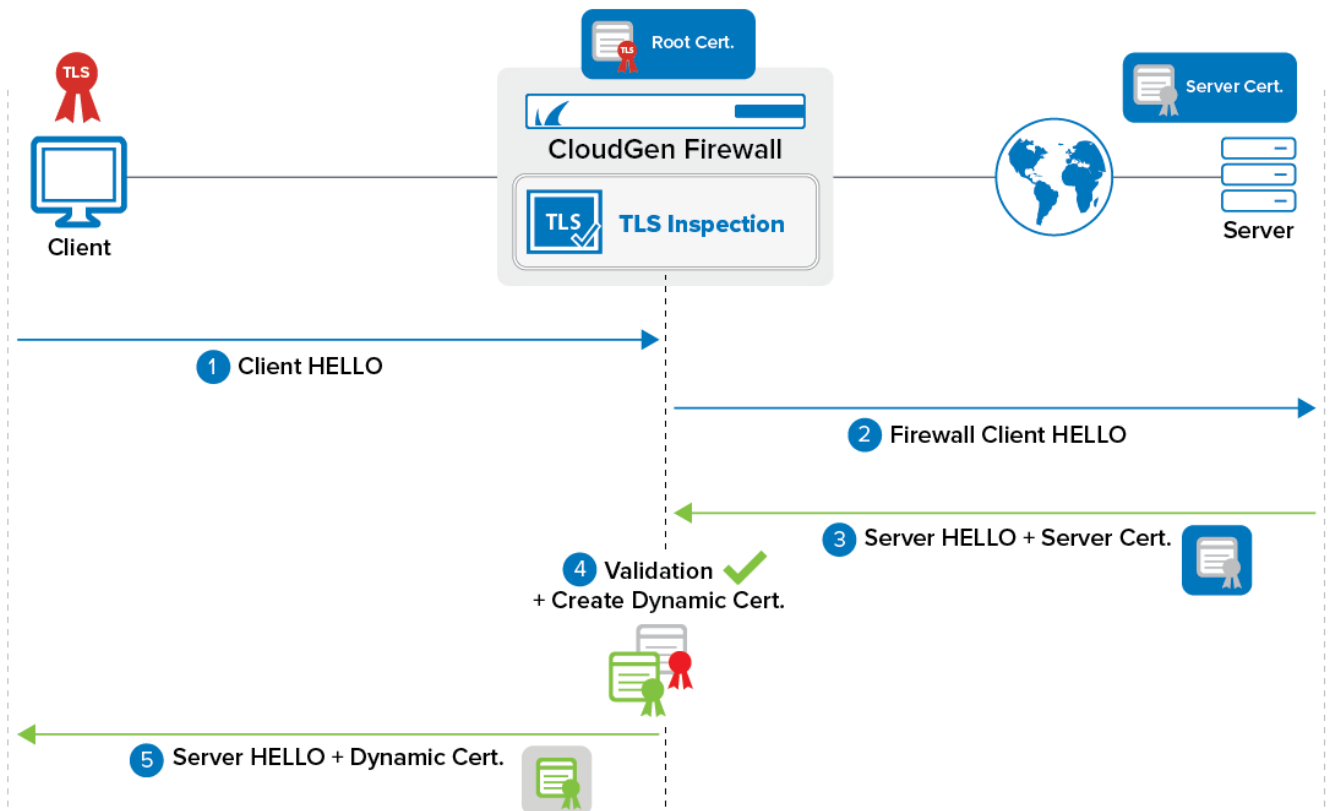 Root Cert.
TLS
TLS
Server Cert.
CloudGen Firewall
TLS
TLS Inspection
Client
Server
1 Client HELLO
2 Firewall Client HELLO
3 Server HELLO + Server Cert.
4 Validation
+ Create Dynamic Cert.
5 Server HELLO + Dynamic Cert.